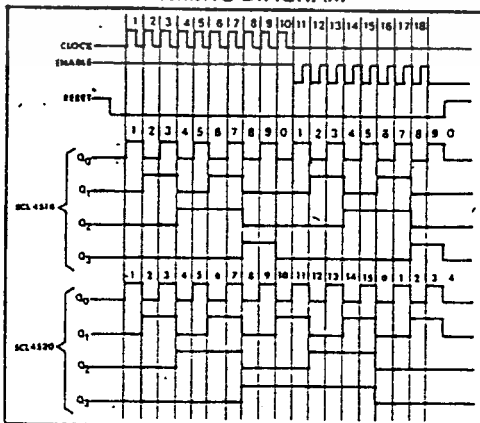 TIMING DIAGRAM
1 2 3 4 5 6 7 8 9 10 11 12 13 14 15 16 17 18
CLOCK
ENABLE
RESET
1 2 3 4 5 6 7 8 9 0 1 2 3 4 5 6 7 8 9 0
Q0
Q1
SCL4518
Q2
Q3
1 2 3 4 5 6 7 8 9 10 11 12 13 14 15 0 1 2 3 4
Q0
Q1
SCL4520
Q2
Q3